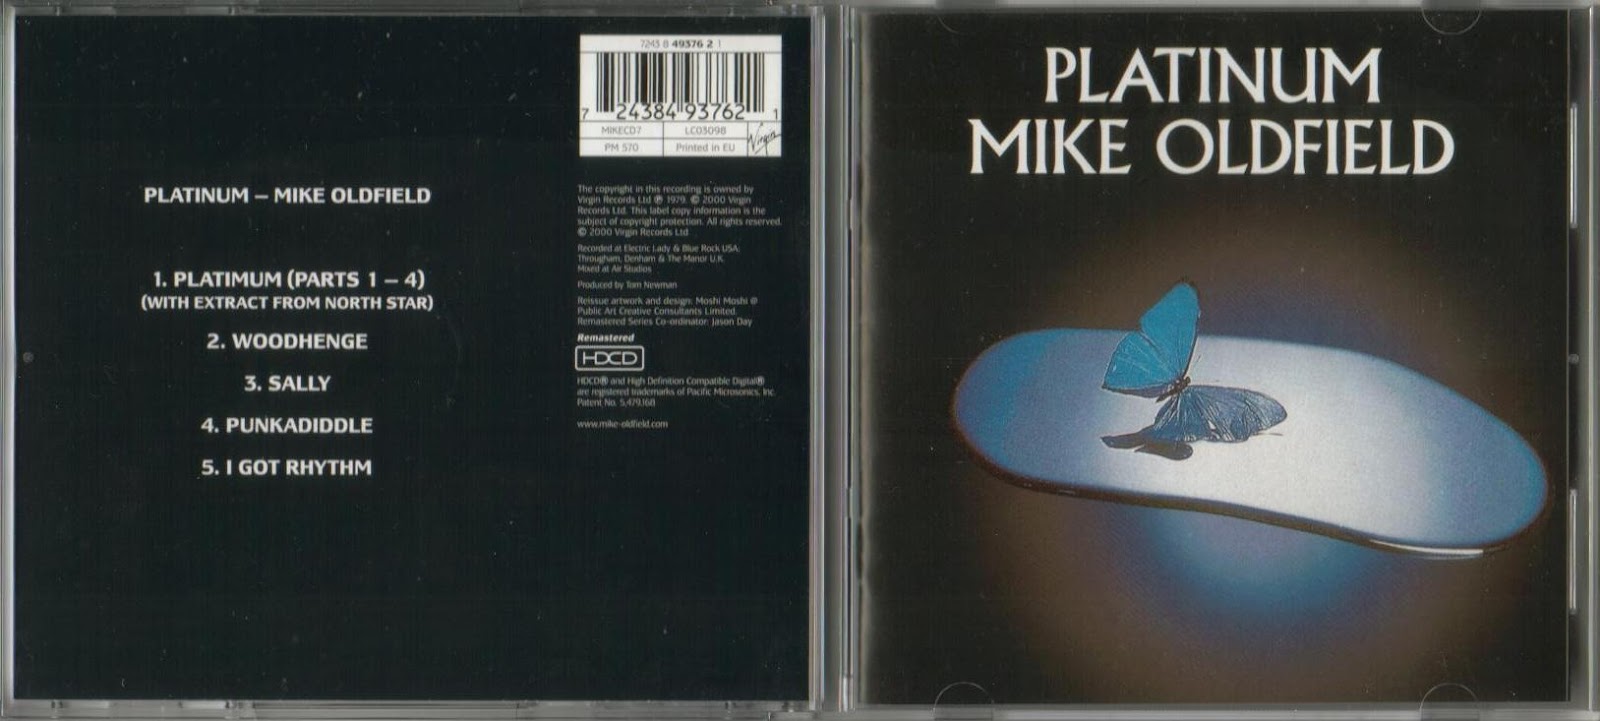 7243 8 49376 2 1
7 24384 93762 1
MIKECD7 LC03098
PM 570 Printed in EU
Virgin
PLATINUM – MIKE OLDFIELD
1. PLATIMUM (PARTS 1 – 4)
(WITH EXTRACT FROM NORTH STAR)
2. WOODHENGE
3. SALLY
4. PUNKADIDDLE
5. I GOT RHYTHM
The copyright in this recording is owned by
Virgin Records Ltd ℗ 1979. © 2000 Virgin
Records Ltd. This label copy information is the
subject of copyright protection. All rights reserved.
© 2000 Virgin Records Ltd
Recorded at Electric Lady & Blue Rock USA.
Througham, Denham & The Manor U.K.
Mixed at Air Studios
Produced by Tom Newman
Reissue artwork and design: Moshi Moshi @
Public Art Creative Consultants Limited.
Remastered Series Co-ordinator: Jason Day
Remastered
HDCD
HDCD® and High Definition Compatible Digital®
are registered trademarks of Pacific Microsonics, Inc.
Patent No. 5,479,168
www.mike-oldfield.com
PLATINUM
MIKE OLDFIELD